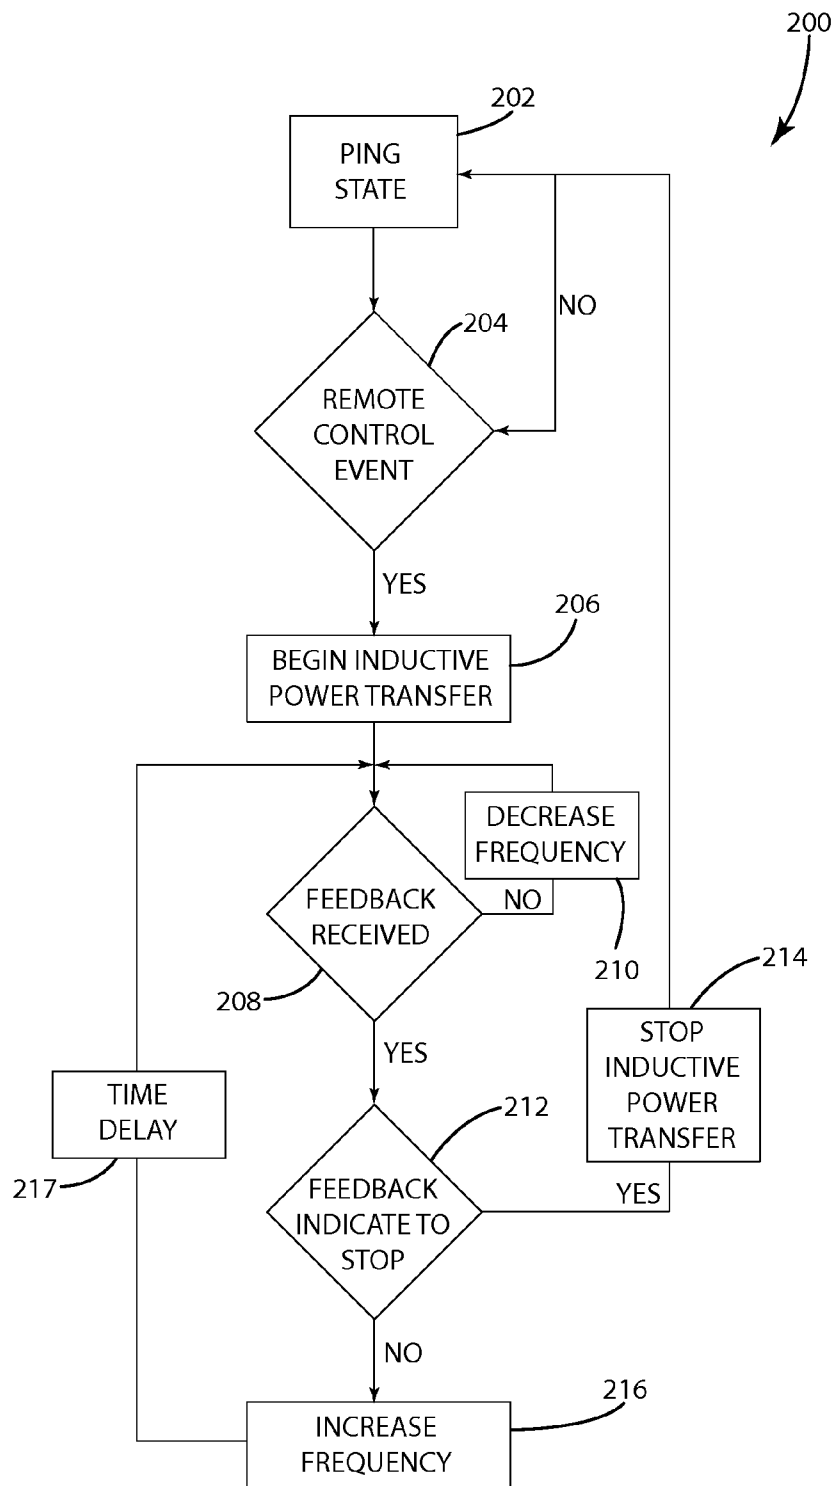 200
202
PING
STATE
NO
204
REMOTE
CONTROL
EVENT
YES
206
BEGIN INDUCTIVE
POWER TRANSFER
DECREASE
FREQUENCY
NO
210
FEEDBACK
RECEIVED
208
214
STOP
INDUCTIVE
POWER
TRANSFER
YES
YES
TIME
DELAY
217
212
FEEDBACK
INDICATE TO
STOP
NO
216
INCREASE
FREQUENCY